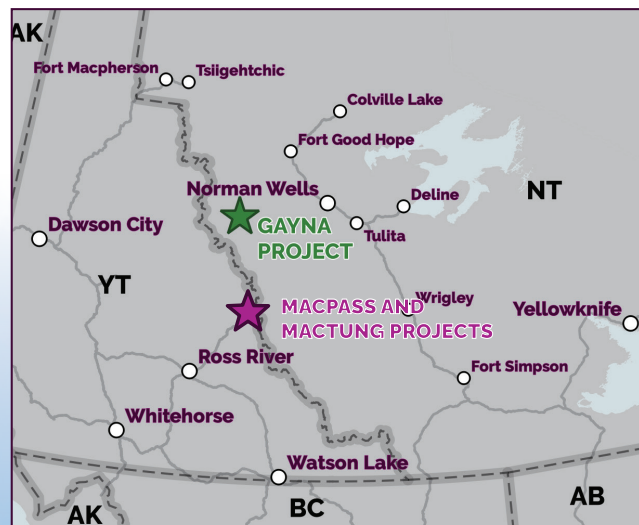 AK
Fort Macpherson
Tsiigehtchic
Colville Lake
Fort Good Hope
Norman Wells
Deline
NT
Dawson City
GAYNA
PROJECT
Tulita
YT
MACPASS AND
MACTUNG PROJECTS
Wrigley
Yellowknife
Ross River
Fort Simpson
Whitehorse
Watson Lake
AK
BC
AB